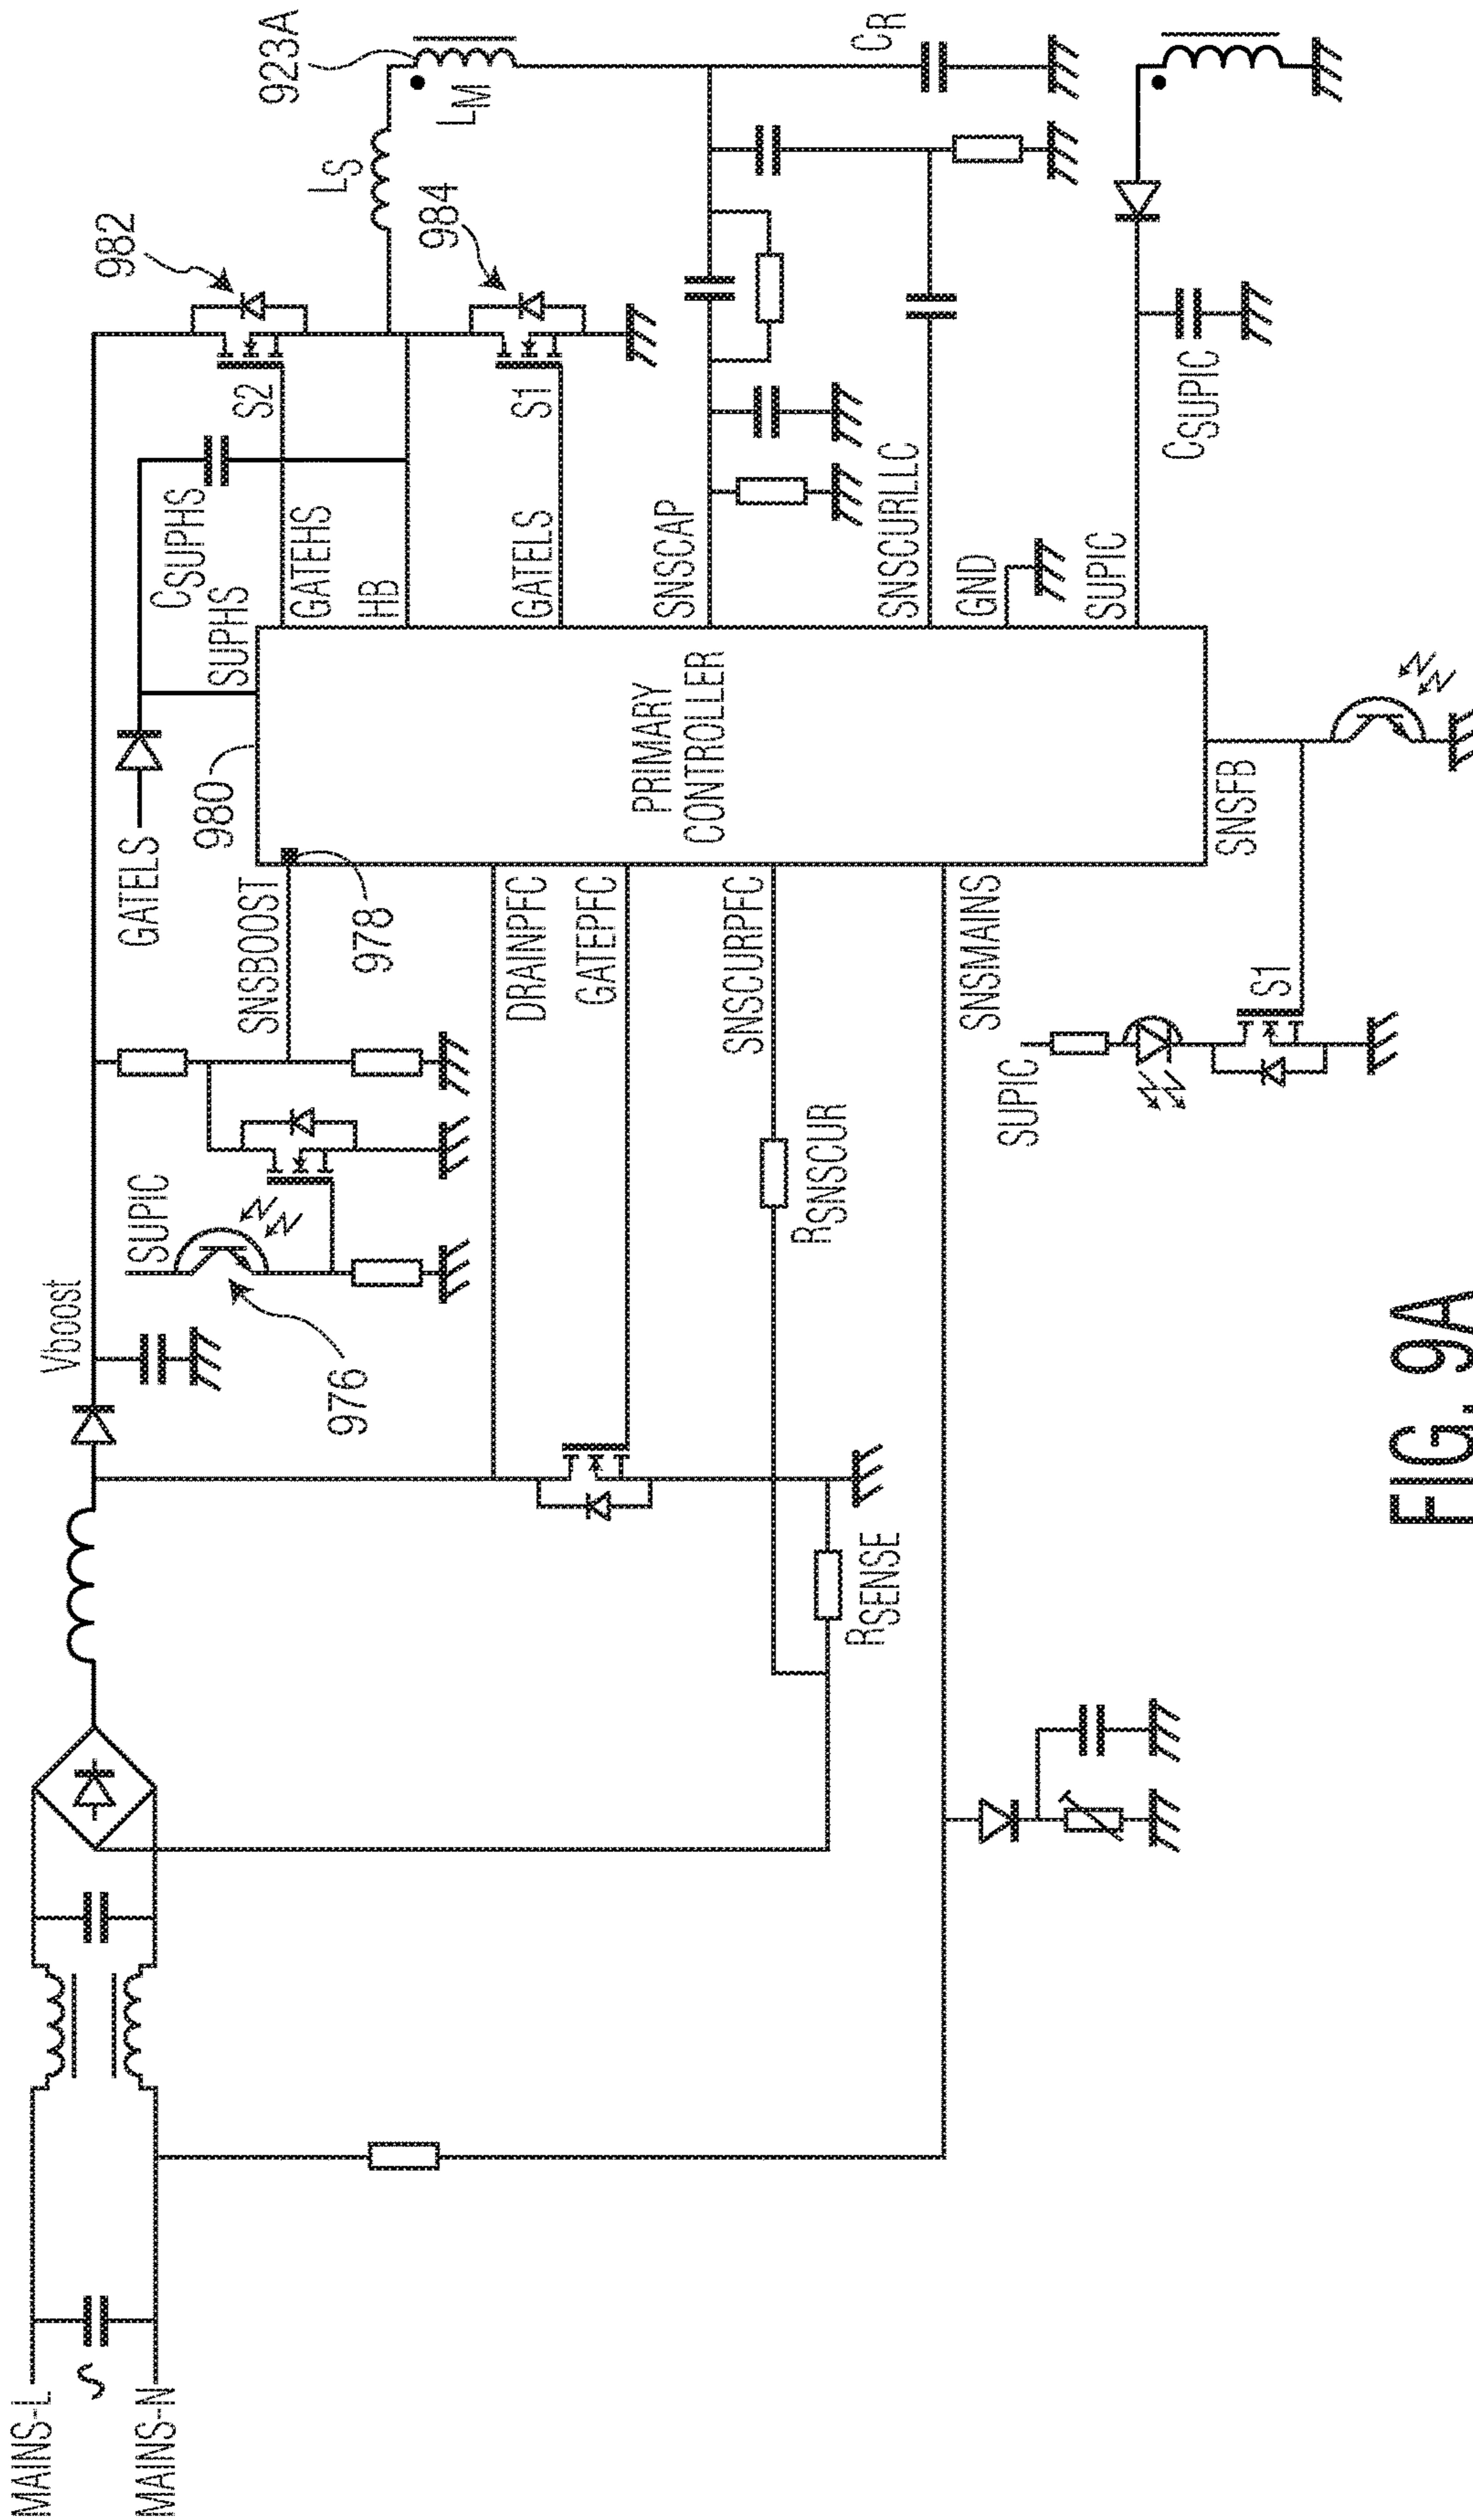 MAINS-L
MAINS-N
Vboost
SUPIC
976
SNSBOOST
978
GATELS
980
SUPHS
CSUPHS
GATEHS
HB
GATELS
S2
982
S1
984
LS
LM
923A
CR
SNSCAP
SNSCURLLC
GND
SUPIC
CSUPIC
PRIMARY
CONTROLLER
DRAINPFC
GATEPFC
SNSCURPFC
RSNSCUR
RSENSE
SNSMAINS
SNSFB
SUPIC
S1
FIG. 9A